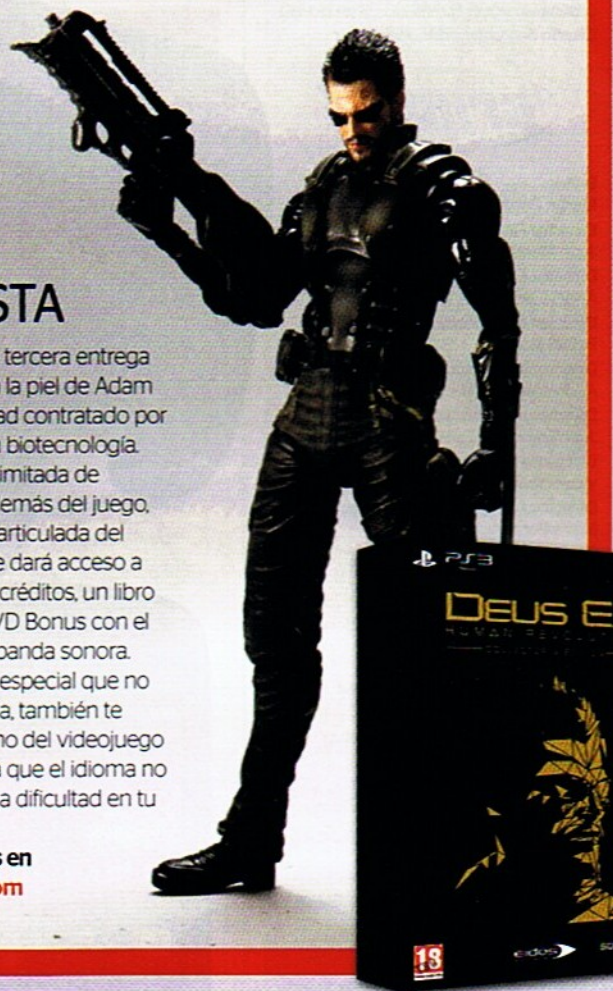 STA
tercera entrega
la piel de Adam
ad contratado por
biotecnología.
imitada de
emás del juego,
articulada del
e dará acceso a
créditos, un libro
VD Bonus con el
banda sonora.
especial que no
a, también te
no del videojuego
que el idioma no
a dificultad en tu
s en
om
PS3
DEUS E
HUMAN REVOLU
18
eidos